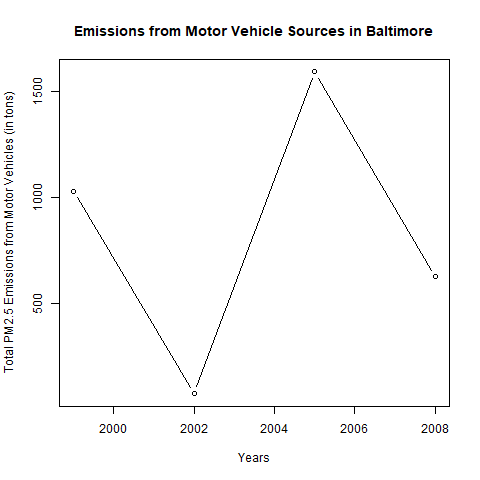 Emissions from Motor Vehicle Sources in Baltimore
Total PM2.5 Emissions from Motor Vehicles (in tons)
1500
1000
500
2000 2002 2004 2006 2008
Years